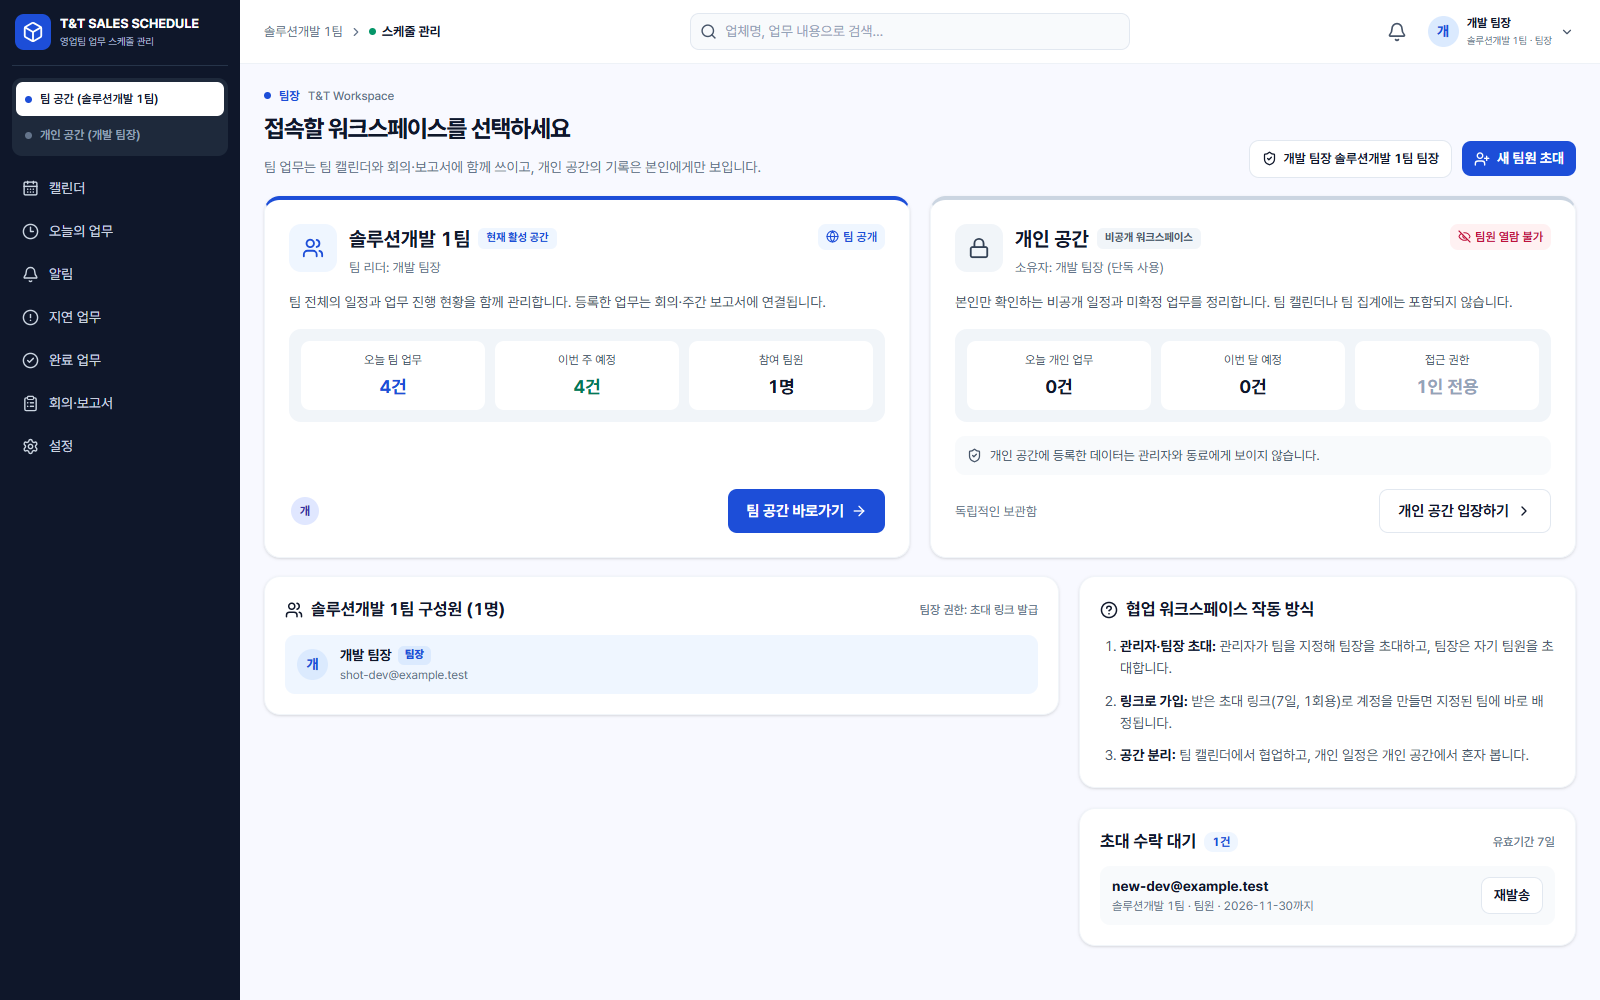 T&T SALES SCHEDULE
영업팀 업무 스케줄 관리
팀 공간 (솔루션개발 1팀)
개인 공간 (개발 팀장)
캘린더
오늘의 업무
알림
지연 업무
완료 업무
회의·보고서
설정
솔루션개발 1팀 > 스케줄 관리
업체명, 업무 내용으로 검색...
개 개발 팀장
솔루션개발 1팀 · 팀장
팀장 T&T Workspace
접속할 워크스페이스를 선택하세요
팀 업무는 팀 캘린더와 회의·보고서에 함께 쓰이고, 개인 공간의 기록은 본인에게만 보입니다.
개발 팀장 솔루션개발 1팀 팀장
새 팀원 초대
솔루션개발 1팀 현재 활성 공간
팀 공개
팀 리더: 개발 팀장
팀 전체의 일정과 업무 진행 현황을 함께 관리합니다. 등록한 업무는 회의·주간 보고서에 연결됩니다.
오늘 팀 업무
4건
이번 주 예정
4건
참여 팀원
1명
개
팀 공간 바로가기
개인 공간 비공개 워크스페이스
팀원 열람 불가
소유자: 개발 팀장 (단독 사용)
본인만 확인하는 비공개 일정과 미확정 업무를 정리합니다. 팀 캘린더나 팀 집계에는 포함되지 않습니다.
오늘 개인 업무
0건
이번 달 예정
0건
접근 권한
1인 전용
개인 공간에 등록한 데이터는 관리자와 동료에게 보이지 않습니다.
독립적인 보관함
개인 공간 입장하기
솔루션개발 1팀 구성원 (1명)
팀장 권한: 초대 링크 발급
개 개발 팀장 팀장
shot-dev@example.test
협업 워크스페이스 작동 방식
1. 관리자·팀장 초대: 관리자가 팀을 지정해 팀장을 초대하고, 팀장은 자기 팀원을 초
대합니다.
2. 링크로 가입: 받은 초대 링크(7일, 1회용)로 계정을 만들면 지정된 팀에 바로 배
정됩니다.
3. 공간 분리: 팀 캘린더에서 협업하고, 개인 일정은 개인 공간에서 혼자 봅니다.
초대 수락 대기 1건
유효기간 7일
new-dev@example.test
솔루션개발 1팀 · 팀원 · 2026-11-30까지
재발송